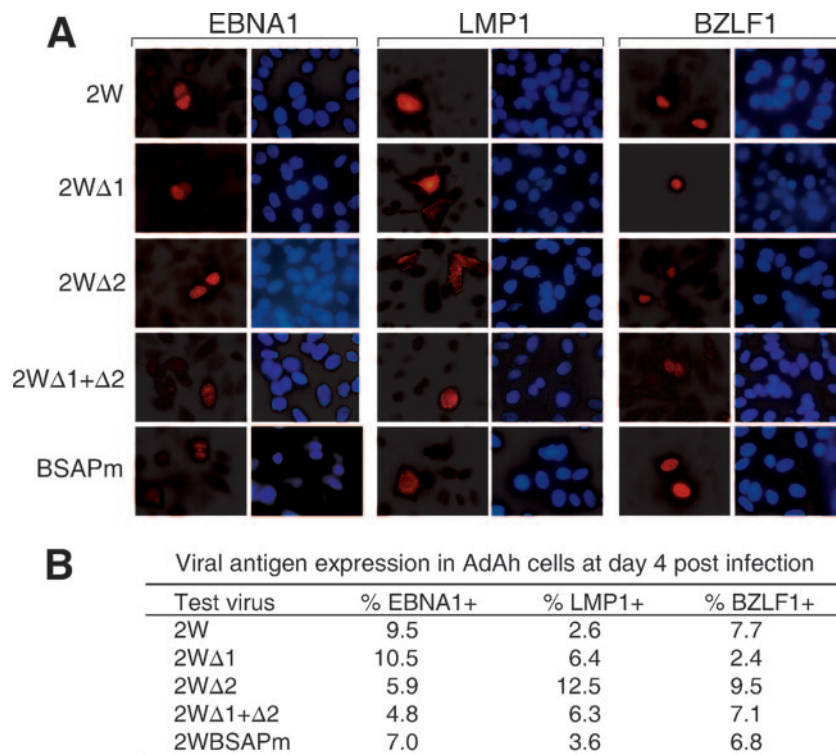 A
EBNA1 LMP1 BZLF1
2W
2WΔ1
2WΔ2
2WΔ1+Δ2
BSAPm
B
Viral antigen expression in AdAh cells at day 4 post infection
Test virus % EBNA1+ % LMP1+ % BZLF1+
2W 9.5 2.6 7.7
2WΔ1 10.5 6.4 2.4
2WΔ2 5.9 12.5 9.5
2WΔ1+Δ2 4.8 6.3 7.1
2WBSAPm 7.0 3.6 6.8